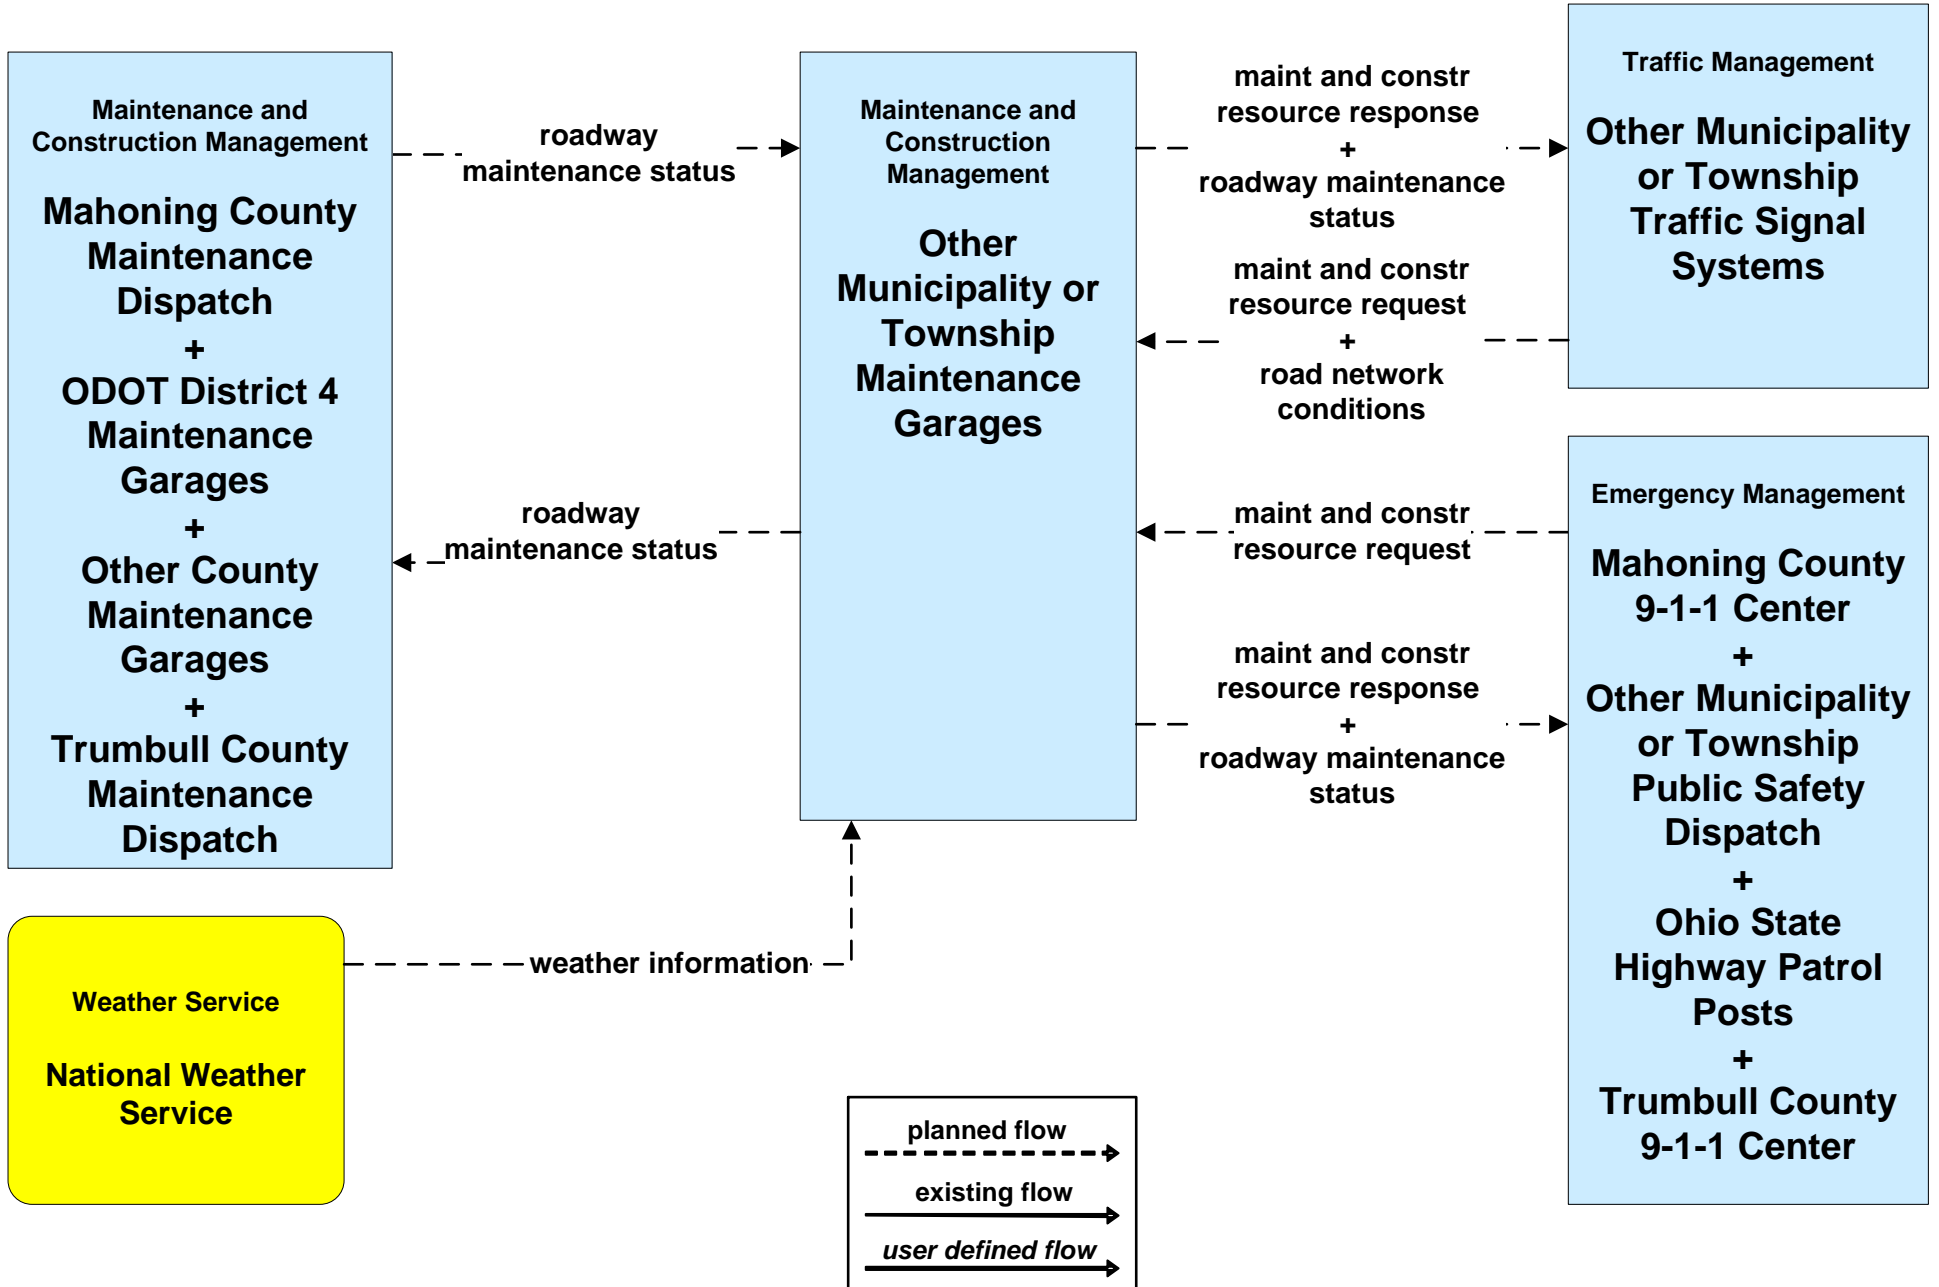 Maintenance and
Construction Management
Mahoning County
Maintenance
Dispatch
+
ODOT District 4
Maintenance
Garages
+
Other County
Maintenance
Garages
+
Trumbull County
Maintenance
Dispatch
roadway
maintenance status
roadway
maintenance status
Maintenance and
Construction
Management
Other
Municipality or
Township
Maintenance
Garages
maint and constr
resource response
+
roadway maintenance
status
maint and constr
resource request
+
road network
conditions
maint and constr
resource request
maint and constr
resource response
+
roadway maintenance
status
Traffic Management
Other Municipality
or Township
Traffic Signal
Systems
Emergency Management
Mahoning County
9-1-1 Center
+
Other Municipality
or Township
Public Safety
Dispatch
+
Ohio State
Highway Patrol
Posts
+
Trumbull County
9-1-1 Center
Weather Service
National Weather
Service
weather information
planned flow
existing flow
user defined flow